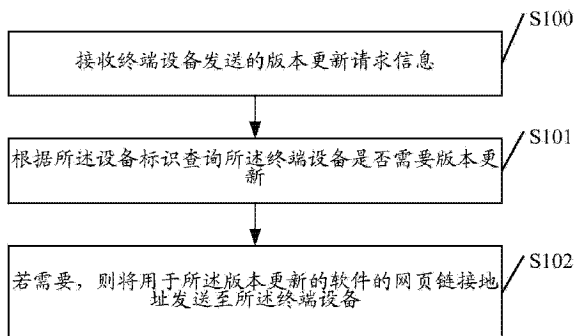 S100
接收终端设备发送的版本更新请求信息
S101
根据所述设备标识查询所述终端设备是否需要版本更
新
S102
若需要，则将用于所述版本更新的软件的网页链接地
址发送至所述终端设备